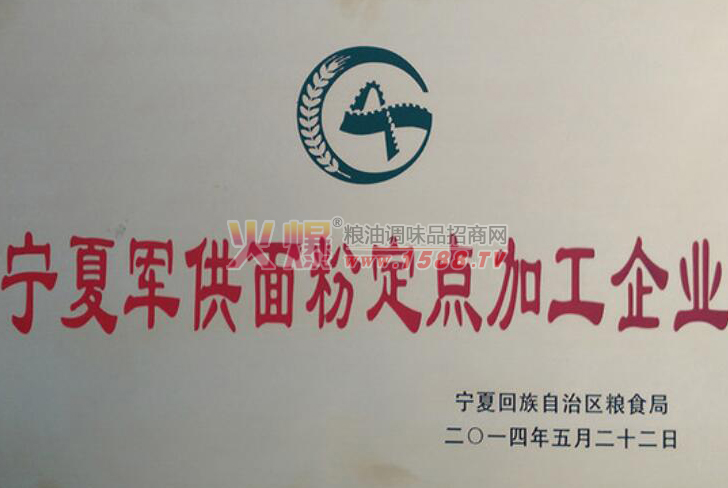 宁夏军供面粉定点加工企业
火爆®粮油调味品招商网
www.1588.TV
宁夏回族自治区粮食局
二〇一四年五月二十二日